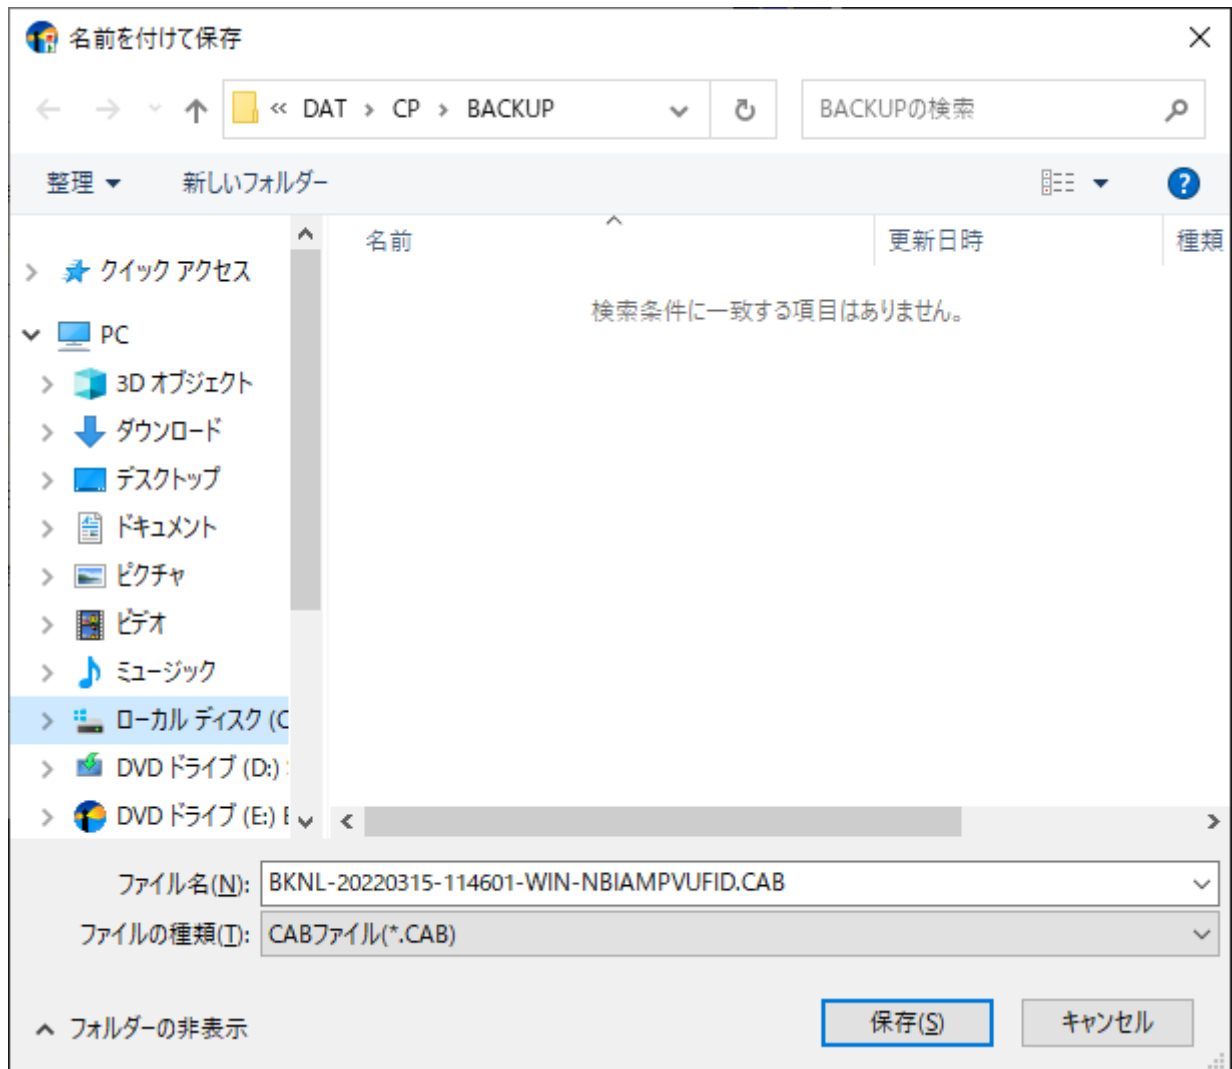 名前を付けて保存
« DAT › CP › BACKUP
BACKUPの検索
整理
新しいフォルダー
名前
更新日時
種類
クイック アクセス
検索条件に一致する項目はありません。
PC
3D オブジェクト
ダウンロード
デスクトップ
ドキュメント
ピクチャ
ビデオ
ミュージック
ローカル ディスク (C
DVD ドライブ (D:)
DVD ドライブ (E:)
ファイル名(N): BKNL-20220315-114601-WIN-NBIAMPVUFID.CAB
ファイルの種類(T): CABファイル(*.CAB)
フォルダーの非表示
保存(S)
キャンセル